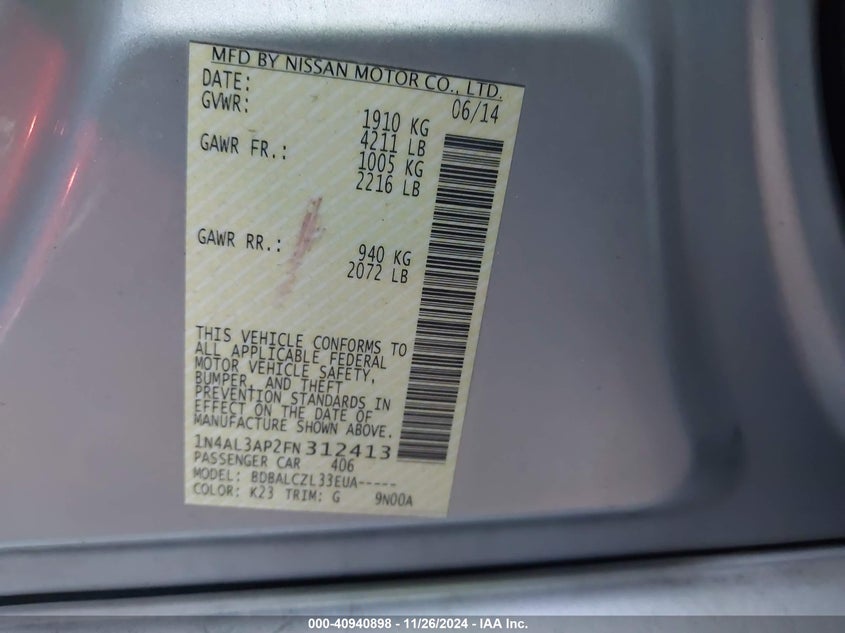 MFD BY NISSAN MOTOR CO., LTD.
DATE: 06/14
GVWR: 1910 KG
4211 LB
GAWR FR.: 1005 KG
2216 LB
GAWR RR.: 940 KG
2072 LB
THIS VEHICLE CONFORMS TO
ALL APPLICABLE FEDERAL
MOTOR VEHICLE SAFETY,
BUMPER, AND THEFT
PREVENTION STANDARDS IN
EFFECT ON THE DATE OF
MANUFACTURE SHOWN ABOVE.
1N4AL3AP2FN312413
PASSENGER CAR 406
MODEL: BDBALCZL33EUA-----
COLOR: K23 TRIM: G 9N00A
000-40940898 - 11/26/2024 - IAA Inc.